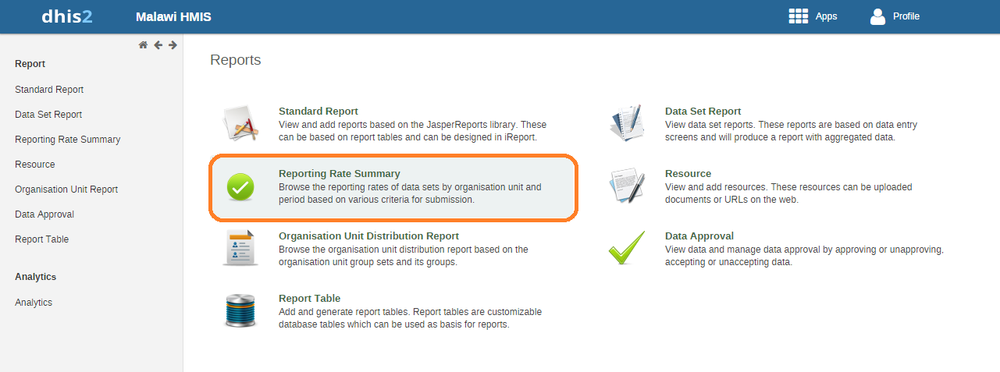 dhis2 Malawi HMIS Apps Profile
Report
Standard Report
Data Set Report
Reporting Rate Summary
Resource
Organisation Unit Report
Data Approval
Report Table
Analytics
Analytics
Reports
Standard Report
View and add reports based on the JasperReports library. These
can be based on report tables and can be designed in iReport.
Data Set Report
View data set reports. These reports are based on data entry
screens and will produce a report with aggregated data.
Reporting Rate Summary
Browse the reporting rates of data sets by organisation unit and
period based on various criteria for submission.
Resource
View and add resources. These resources can be uploaded
documents or URLs on the web.
Organisation Unit Distribution Report
Browse the organisation unit distribution report based on the
organisation unit group sets and its groups.
Data Approval
View data and manage data approval by approving or unapproving,
accepting or unaccepting data.
Report Table
Add and generate report tables. Report tables are customizable
database tables which can be used as basis for reports.